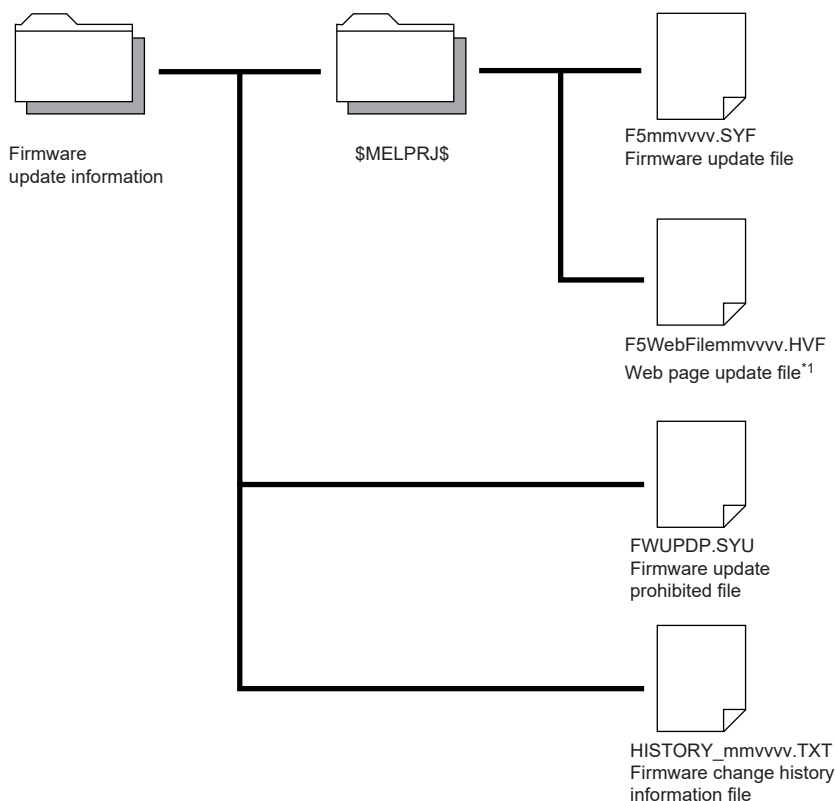 Firmware
update information
$MELPRJ$
F5mmvvvv.SYF
Firmware update file
F5WebFilemmvvvv.HVF
Web page update file*1
FWUPDP.SYU
Firmware update
prohibited file
HISTORY_mmvvvv.TXT
Firmware change history
information file